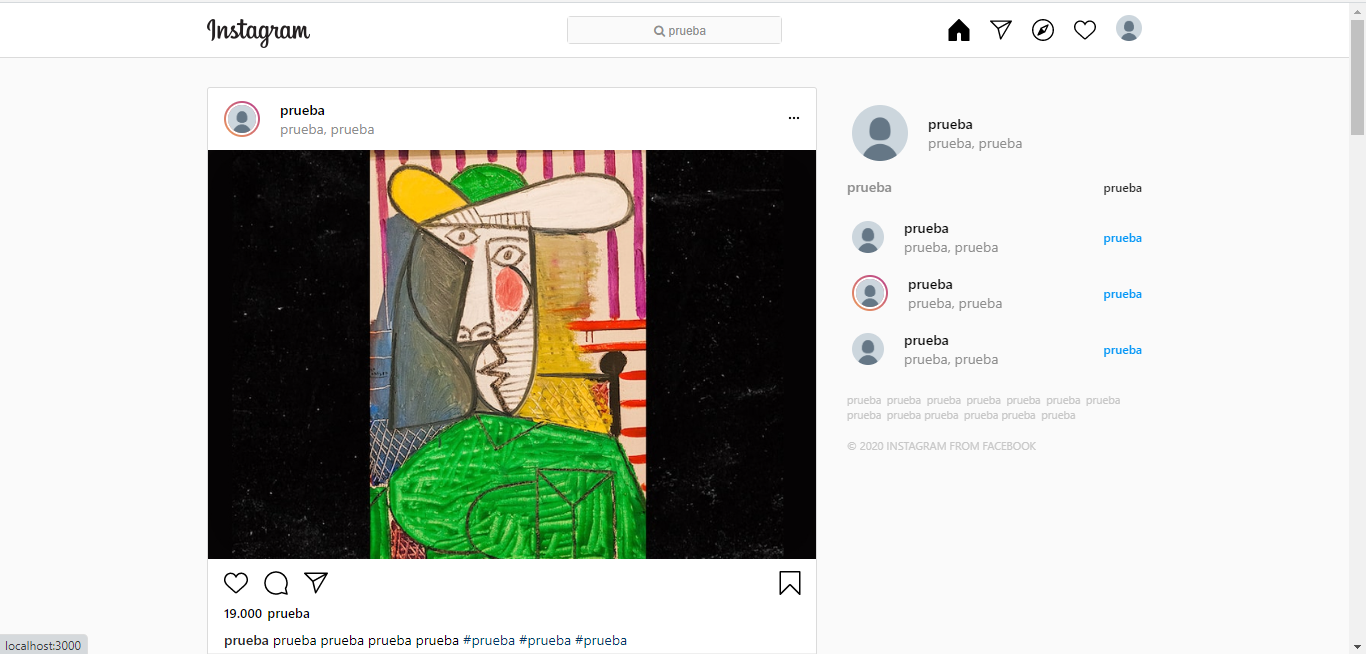 Instagram
prueba
prueba
prueba, prueba
...
prueba
prueba, prueba
prueba prueba
prueba
prueba, prueba
prueba
prueba
prueba, prueba
prueba
prueba
prueba, prueba
prueba
prueba prueba prueba prueba prueba prueba prueba
prueba prueba prueba prueba prueba prueba
© 2020 INSTAGRAM FROM FACEBOOK
19.000 prueba
prueba prueba prueba prueba prueba #prueba #prueba #prueba
localhost:3000